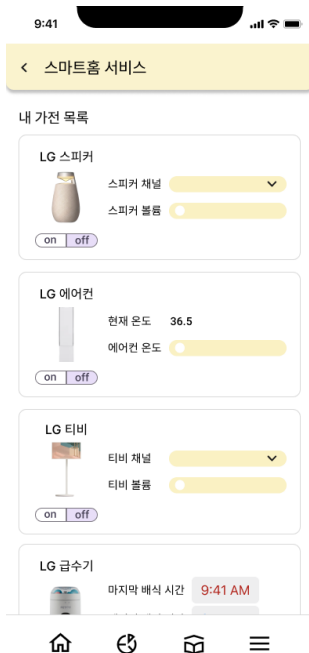 9:41
스마트홈 서비스
내 가전 목록
LG 스피커
스피커 채널
스피커 볼륨
on off
LG 에어컨
현재 온도 36.5
에어컨 온도
on off
LG 티비
티비 채널
티비 볼륨
on off
LG 급수기
마지막 배식 시간 9:41 AM